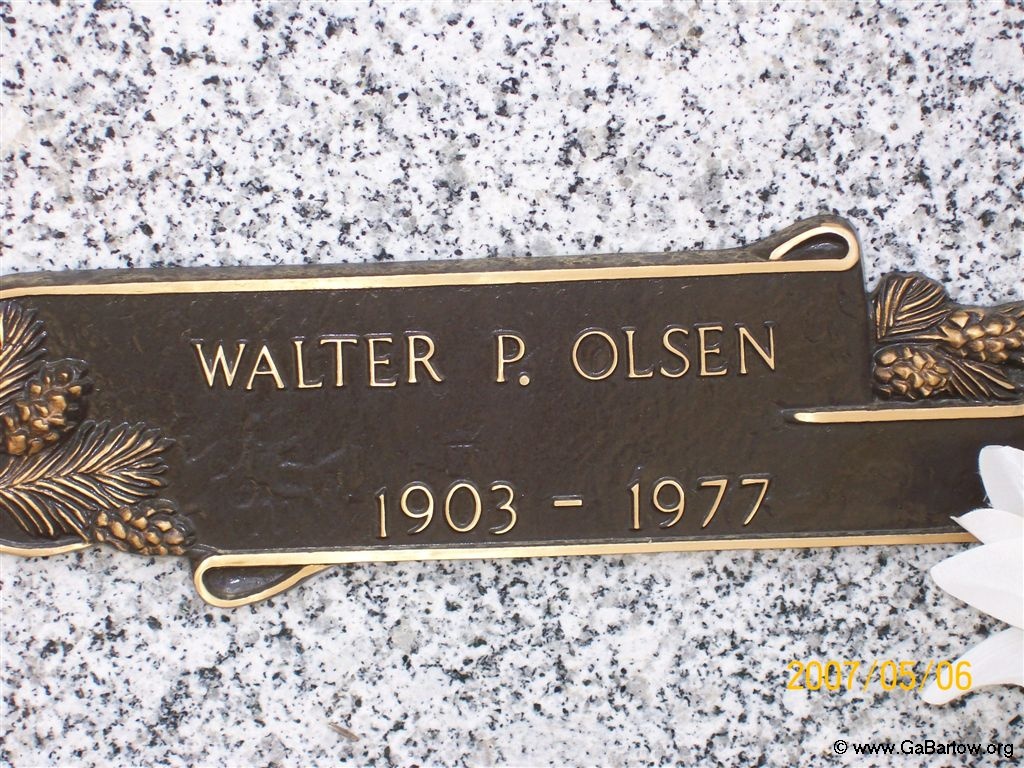 WALTER P. OLSEN
1903 - 1977
2007/05/06
© www.GaBartow.org